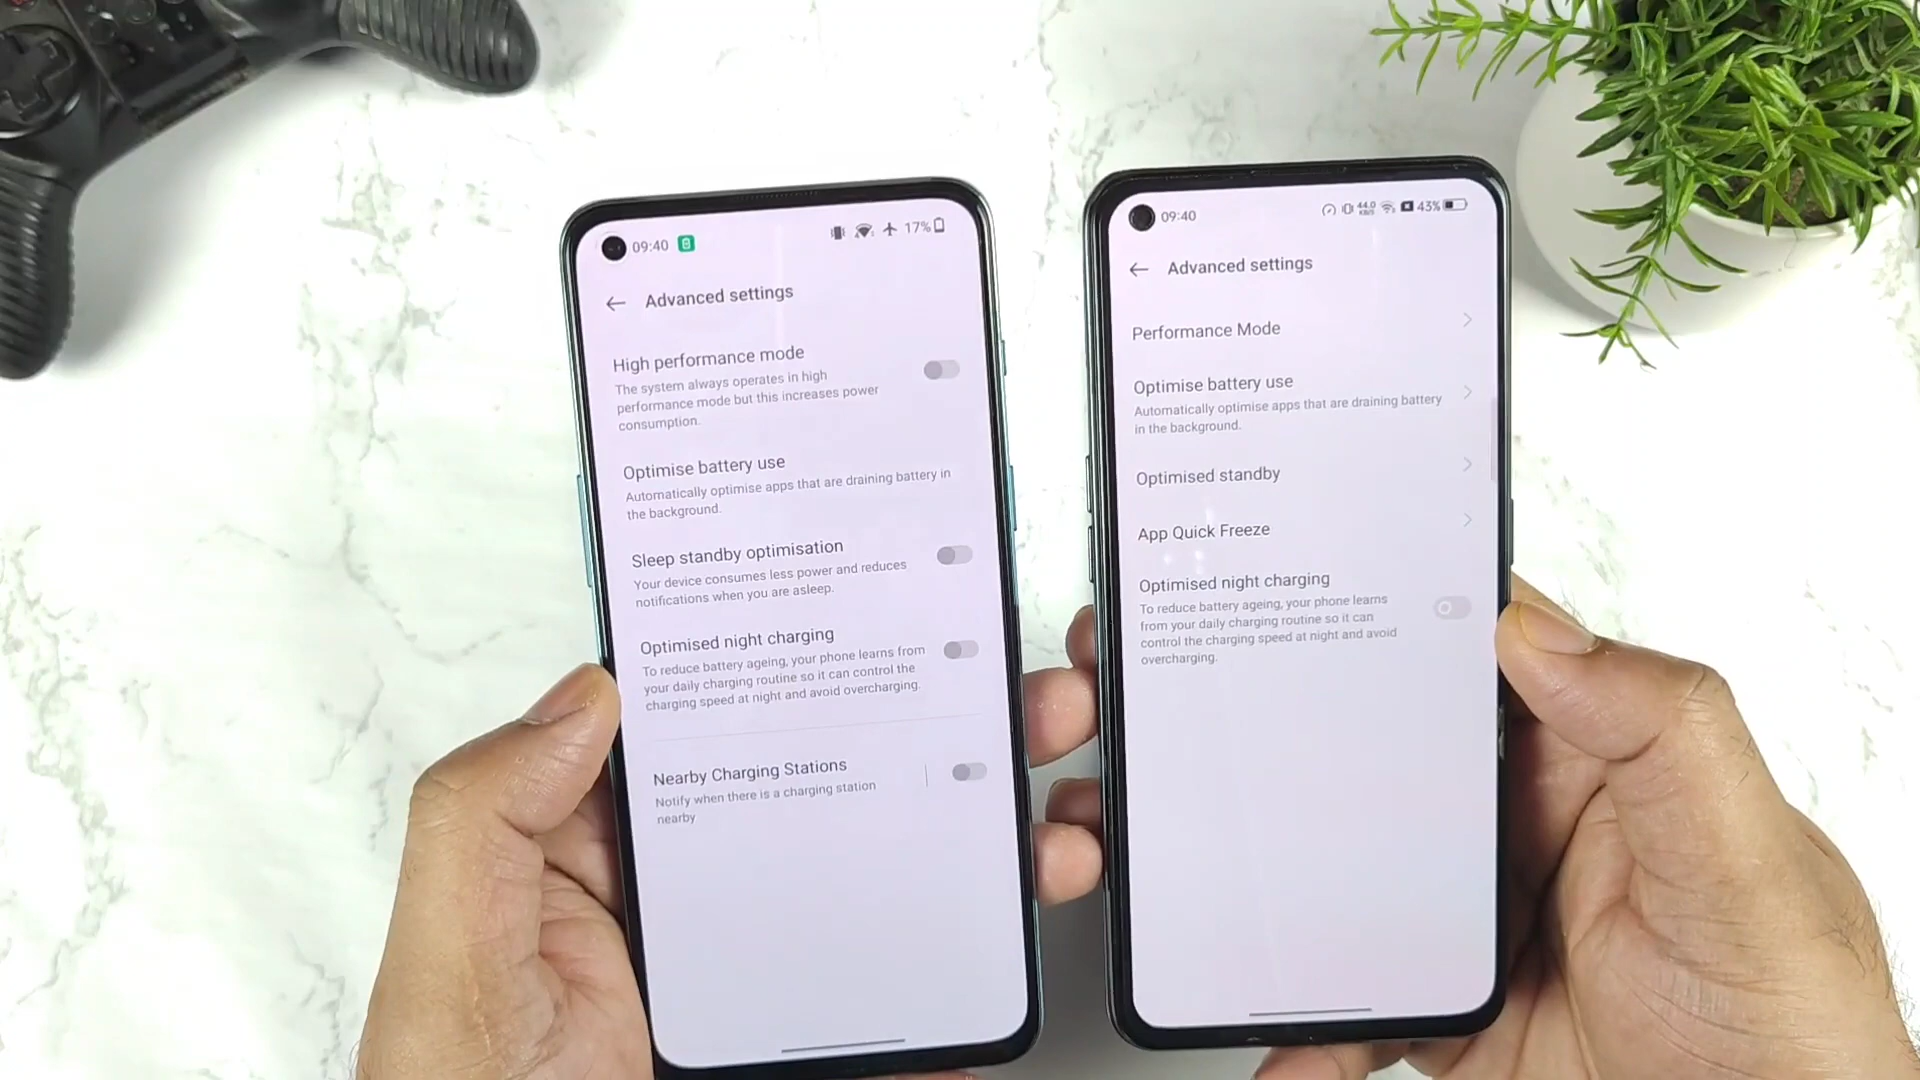 09:40
17%
Advanced settings
High performance mode
The system always operates in high
performance mode but this increases power
consumption.
Optimise battery use
Automatically optimise apps that are draining battery in
the background.
Sleep standby optimisation
Your device consumes less power and reduces
notifications when you are asleep.
Optimised night charging
To reduce battery ageing, your phone learns from
your daily charging routine so it can control the
charging speed at night and avoid overcharging.
Nearby Charging Stations
Notify when there is a charging station
nearby
09:40
44.0
KB/S
43%
Advanced settings
Performance Mode
Optimise battery use
Automatically optimise apps that are draining battery
in the background.
Optimised standby
App Quick Freeze
Optimised night charging
To reduce battery ageing, your phone learns
from your daily charging routine so it can
control the charging speed at night and avoid
overcharging.